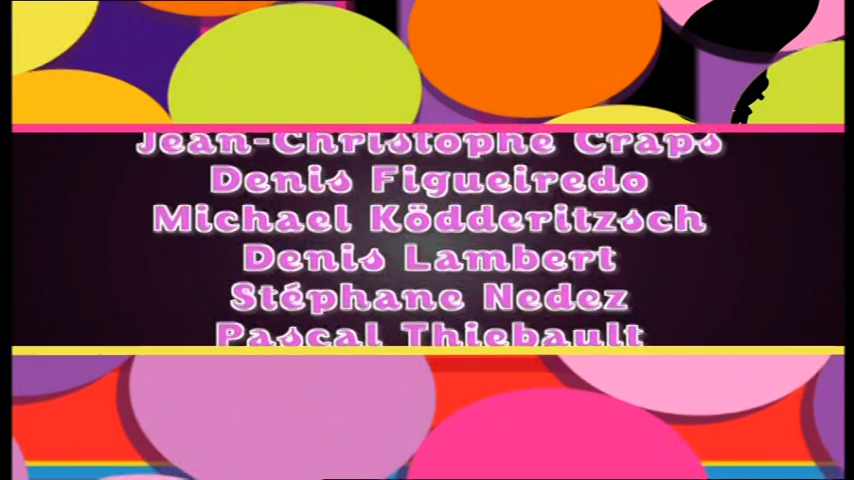 Jean-Christophe Craps
Denis Figueiredo
Michael Ködderitzsch
Denis Lambert
Stéphane Nedez
Pascal Thiebault